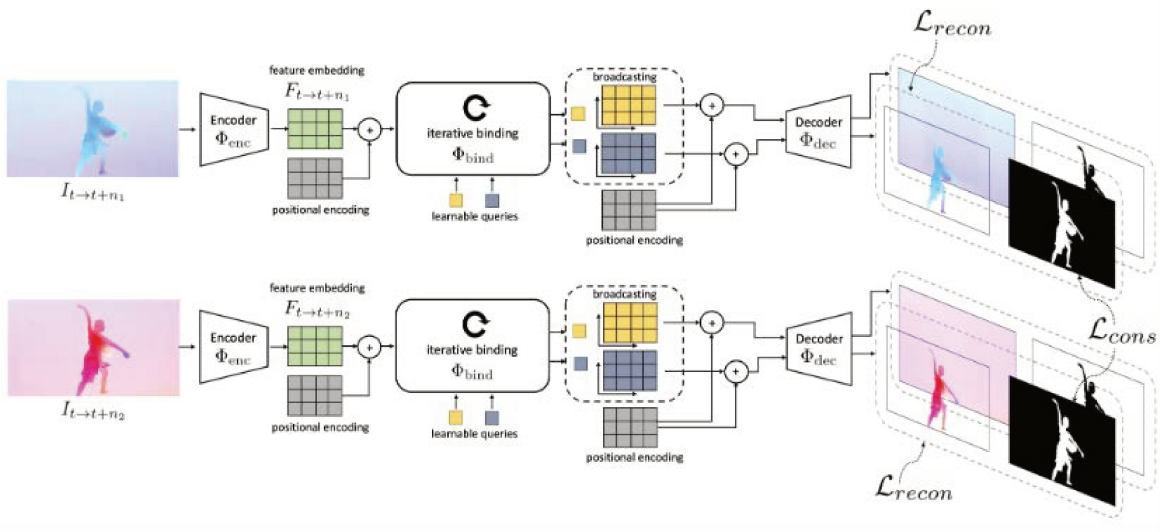 ℒ_recon
feature embedding
F_{t→t+n_1}
broadcasting
Encoder
Φ_enc
iterative binding
Φ_bind
Decoder
Φ_dec
I_{t→t+n_1}
positional encoding
learnable queries
positional encoding
feature embedding
F_{t→t+n_2}
broadcasting
Encoder
Φ_enc
iterative binding
Φ_bind
Decoder
Φ_dec
ℒ_cons
I_{t→t+n_2}
positional encoding
learnable queries
positional encoding
ℒ_recon